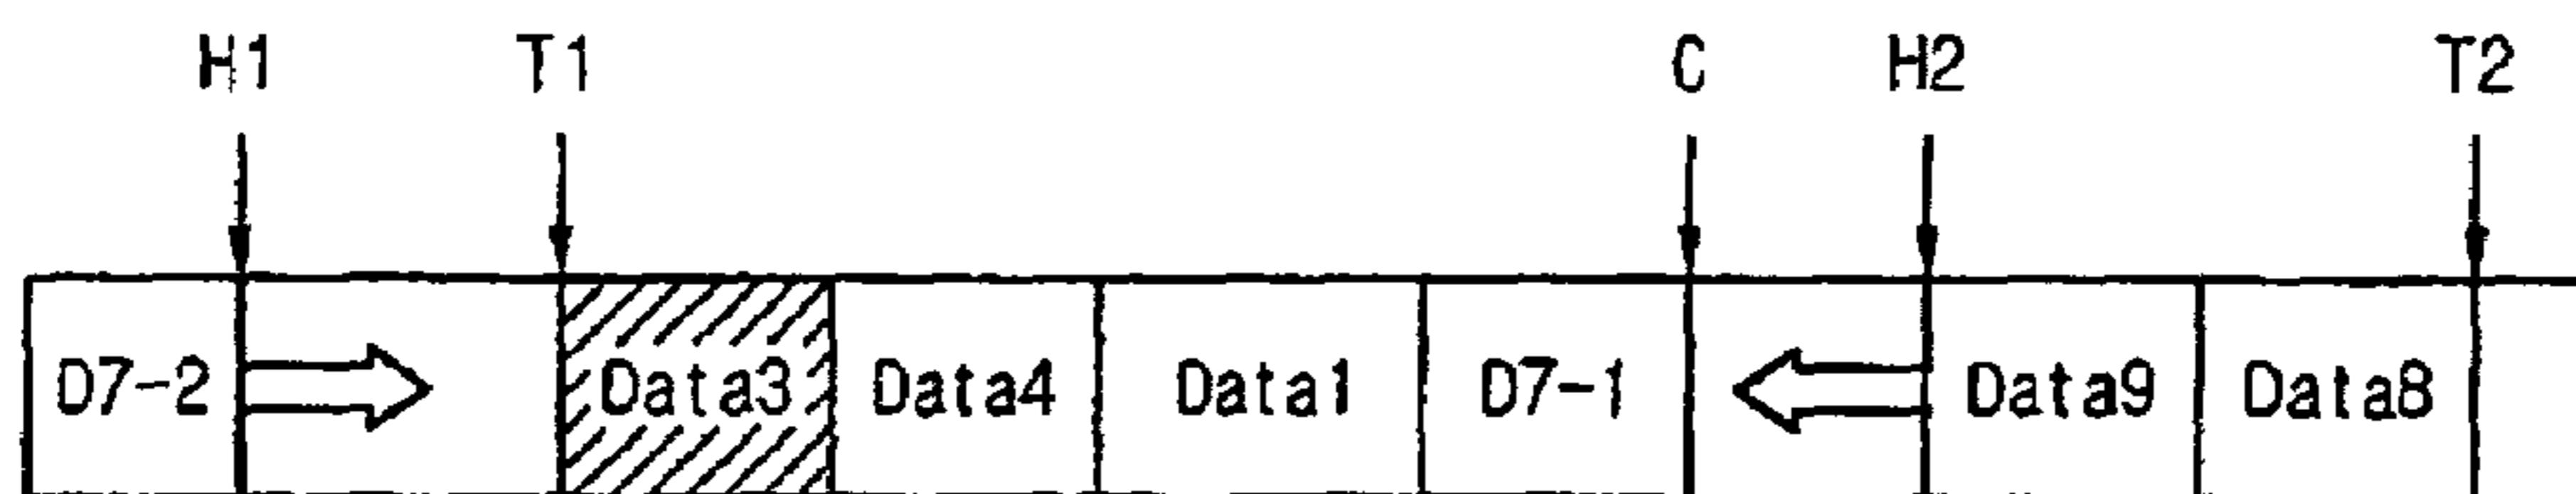 H1 T1 C H2 T2
D7-2 Data3 Data4 Data1 D7-1 Data9 Data8